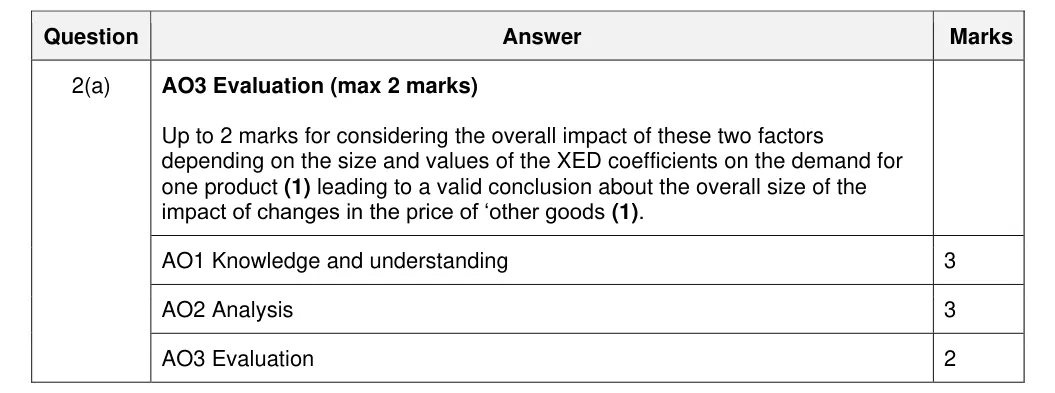 Question Answer Marks
2(a) AO3 Evaluation (max 2 marks)
Up to 2 marks for considering the overall impact of these two factors
depending on the size and values of the XED coefficients on the demand for
one product (1) leading to a valid conclusion about the overall size of the
impact of changes in the price of ‘other goods (1).
AO1 Knowledge and understanding 3
AO2 Analysis 3
AO3 Evaluation 2